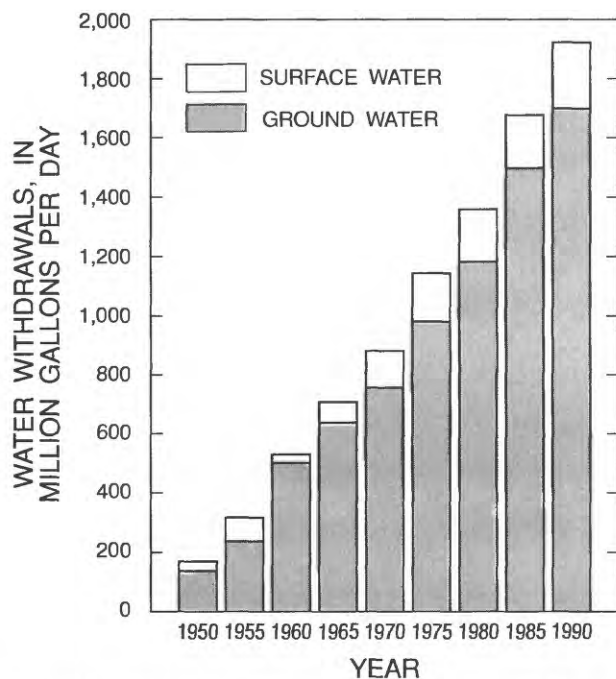 WATER WITHDRAWALS, IN
MILLION GALLONS PER DAY
2,000
1,800
1,600
1,400
1,200
1,000
800
600
400
200
0
SURFACE WATER
GROUND WATER
1950 1955 1960 1965 1970 1975 1980 1985 1990
YEAR